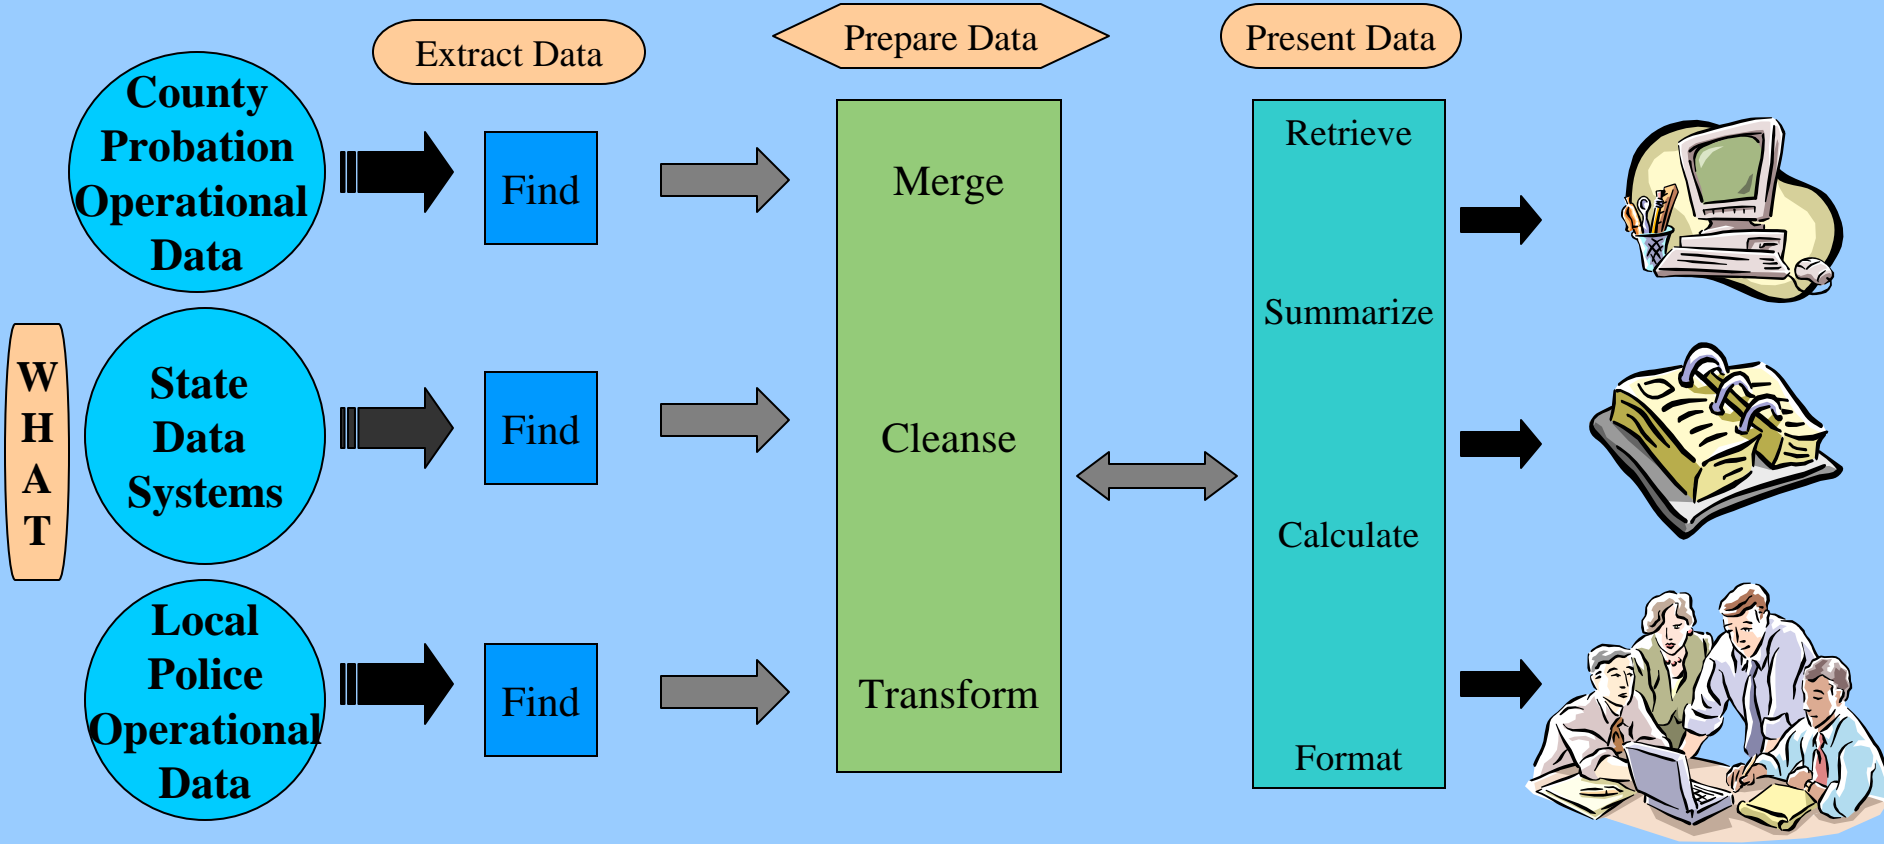 Extract Data
Prepare Data
Present Data
W
H
A
T
County
Probation
Operational
Data
State
Data
Systems
Local
Police
Operational
Data
Find
Find
Find
Merge
Cleanse
Transform
Retrieve
Summarize
Calculate
Format